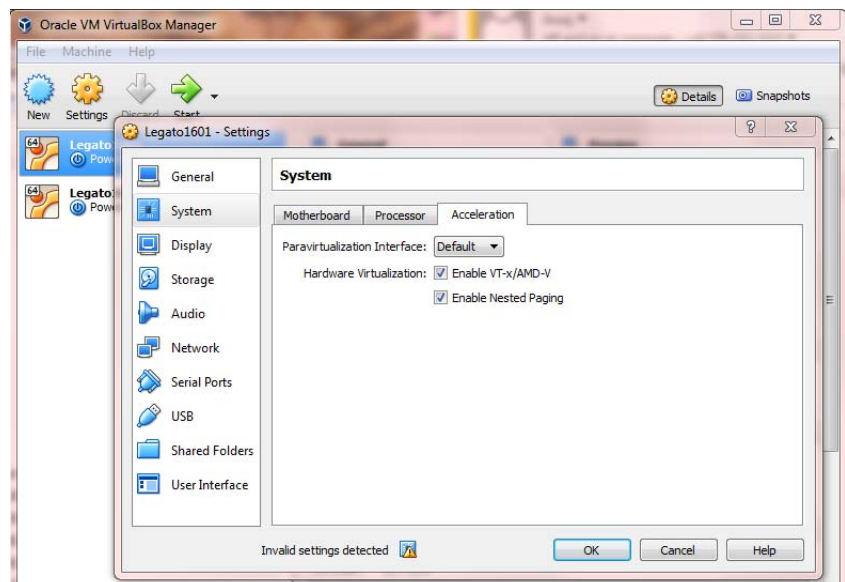 Oracle VM VirtualBox Manager
File Machine Help
New Settings Discard Start
Details Snapshots
64 Legato
Legato1601 - Settings
64 Legato
General
System
Display
Storage
Audio
Network
Serial Ports
USB
Shared Folders
User Interface
System
Motherboard Processor Acceleration
Paravirtualization Interface: Default
Hardware Virtualization: Enable VT-x/AMD-V
Enable Nested Paging
Invalid settings detected
OK Cancel Help